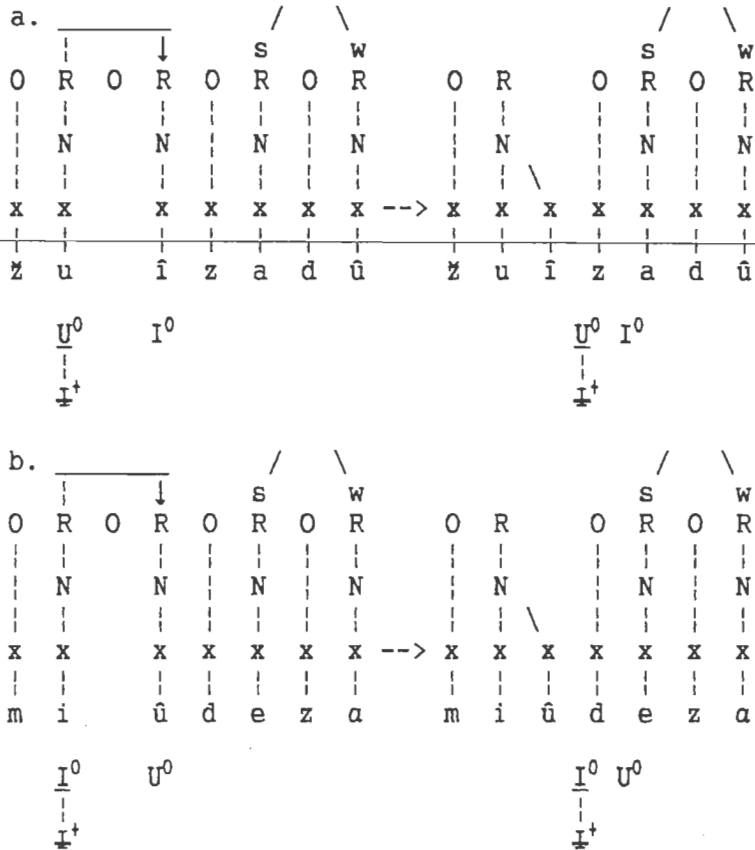 a. / \
s w s w
O R O R O R O R O R O R O R
N N N N N N N
x x x x x x x --> x x x x x x x
ž u î z a d û ž u î z a d û
U⁰ I⁰ U⁰ I⁰
Ɨ⁺ Ɨ⁺
b. / \
s w s w
O R O R O R O R O R O R O R
N N N N N N N
x x x x x x x --> x x x x x x x
m i û d e z a m i û d e z a
I⁰ U⁰ I⁰ U⁰
Ɨ⁺ Ɨ⁺